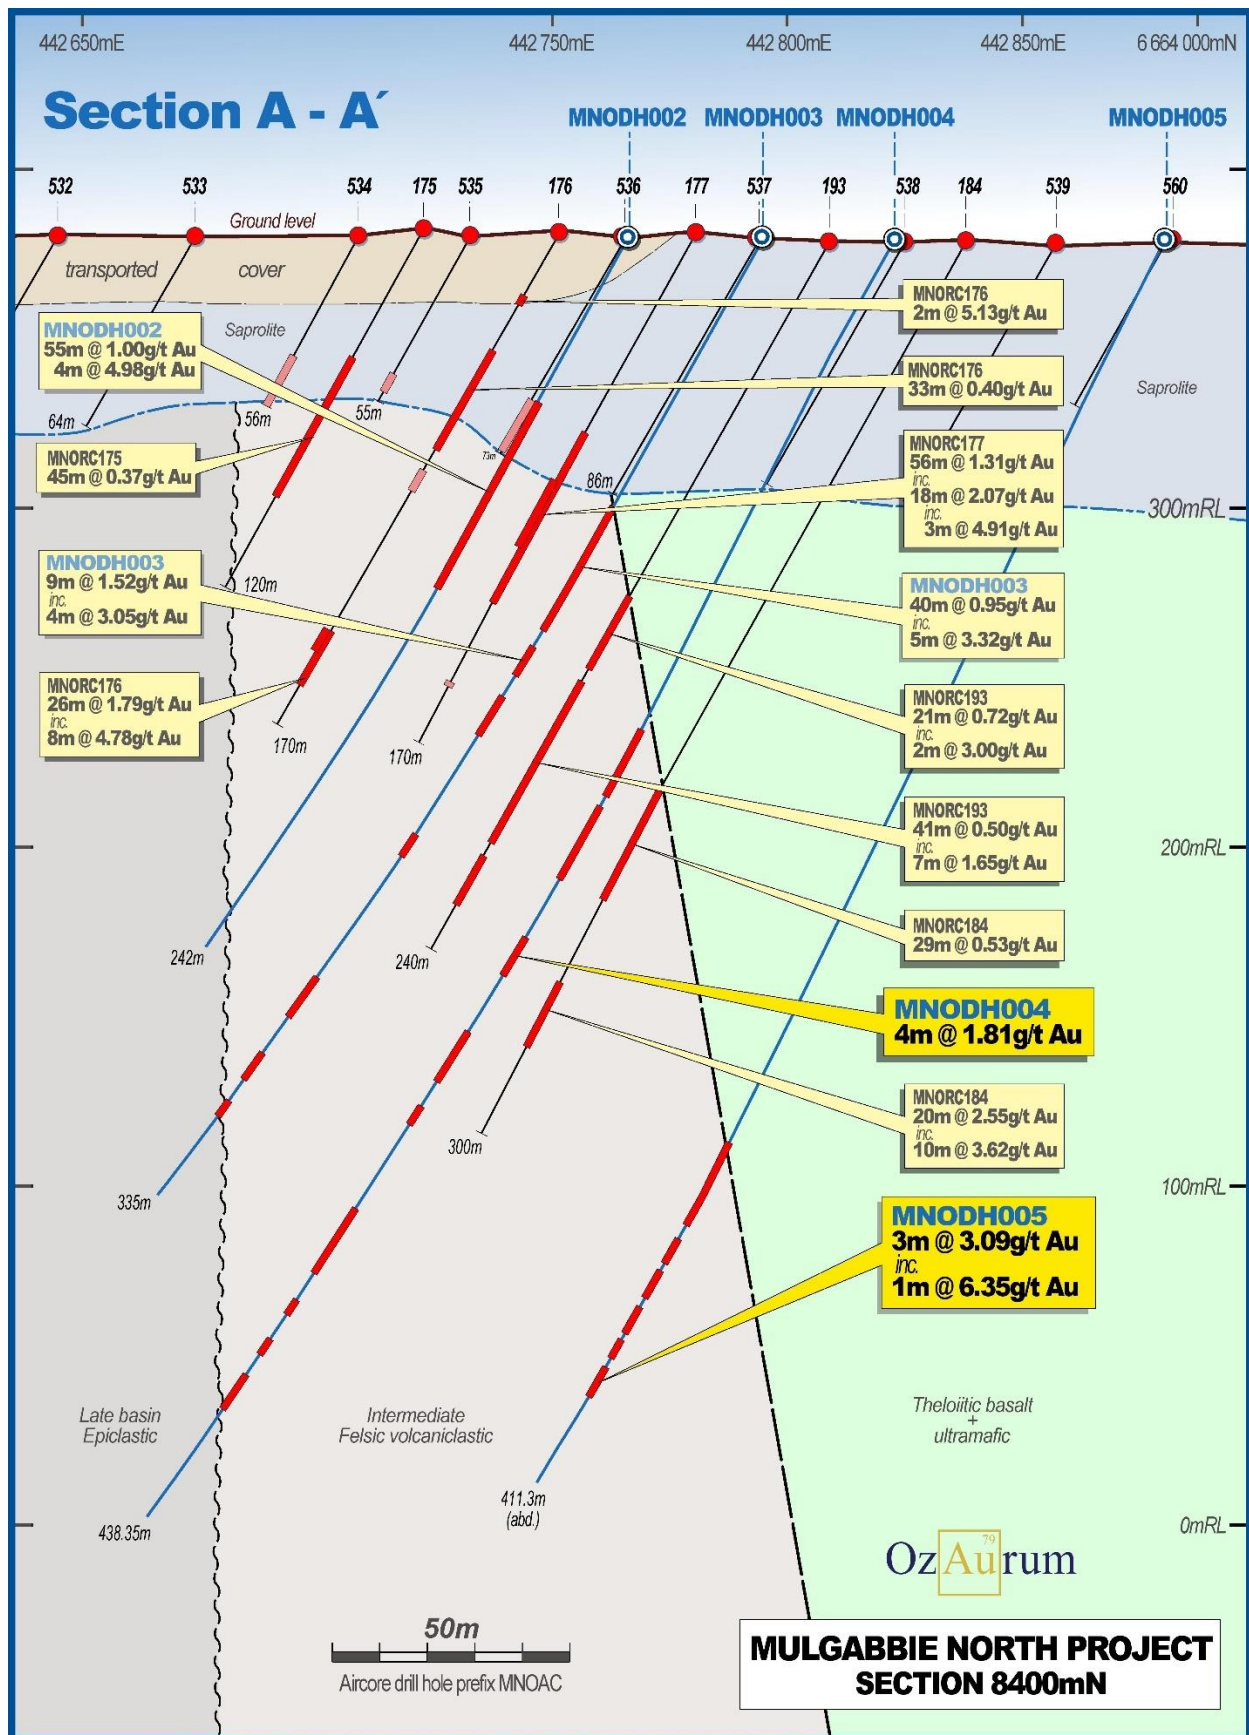 442 650mE 442 750mE 442 800mE 442 850mE 6 664 000mN
Section A - A´
MNODH002 MNODH003 MNODH004 MNODH005
532 533 534 175 535 176 536 177 537 193 538 184 539 560
Ground level
transported cover
Saprolite
Saprolite
MNODH002
55m @ 1.00g/t Au
4m @ 4.98g/t Au
64m
56m
55m
73m
86m
MNORC175
45m @ 0.37g/t Au
MNODH003
9m @ 1.52g/t Au
inc.
4m @ 3.05g/t Au
120m
MNORC176
26m @ 1.79g/t Au
inc.
8m @ 4.78g/t Au
170m
170m
242m
240m
335m
300m
438.35m
411.3m
(abd.)
MNORC176
2m @ 5.13g/t Au
MNORC176
33m @ 0.40g/t Au
MNORC177
56m @ 1.31g/t Au
inc.
18m @ 2.07g/t Au
inc.
3m @ 4.91g/t Au
300mRL
MNODH003
40m @ 0.95g/t Au
inc.
5m @ 3.32g/t Au
MNORC193
21m @ 0.72g/t Au
inc.
2m @ 3.00g/t Au
MNORC193
41m @ 0.50g/t Au
inc.
7m @ 1.65g/t Au
200mRL
MNORC184
29m @ 0.53g/t Au
MNODH004
4m @ 1.81g/t Au
MNORC184
20m @ 2.55g/t Au
inc.
10m @ 3.62g/t Au
100mRL
MNODH005
3m @ 3.09g/t Au
inc.
1m @ 6.35g/t Au
Late basin
Epiclastic
Intermediate
Felsic volcaniclastic
Theloiitic basalt
+
ultramafic
0mRL
79
OzAurum
50m
Aircore drill hole prefix MNOAC
MULGABBIE NORTH PROJECT
SECTION 8400mN